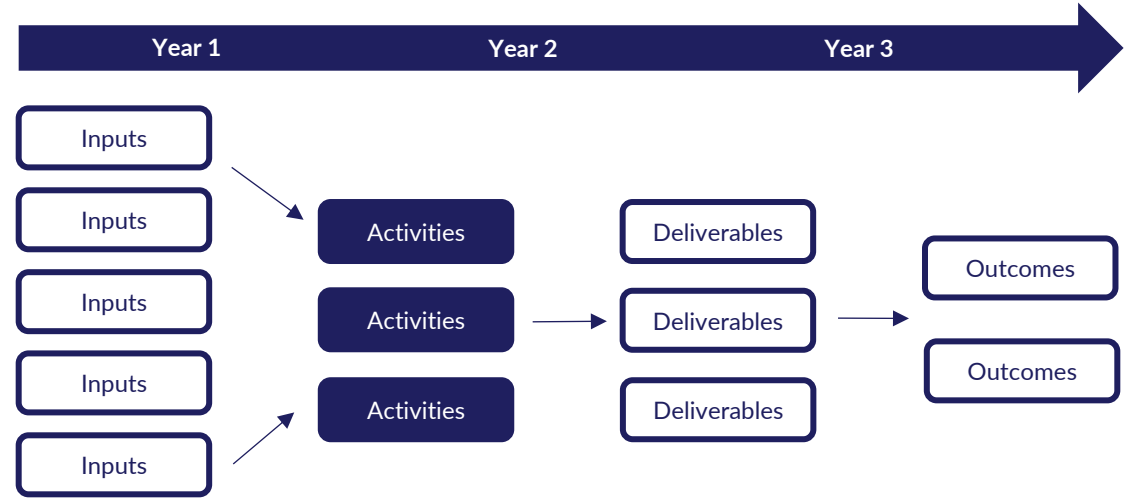 Year 1
Year 2
Year 3
Inputs
Inputs
Inputs
Inputs
Inputs
Activities
Activities
Activities
Deliverables
Deliverables
Deliverables
Outcomes
Outcomes